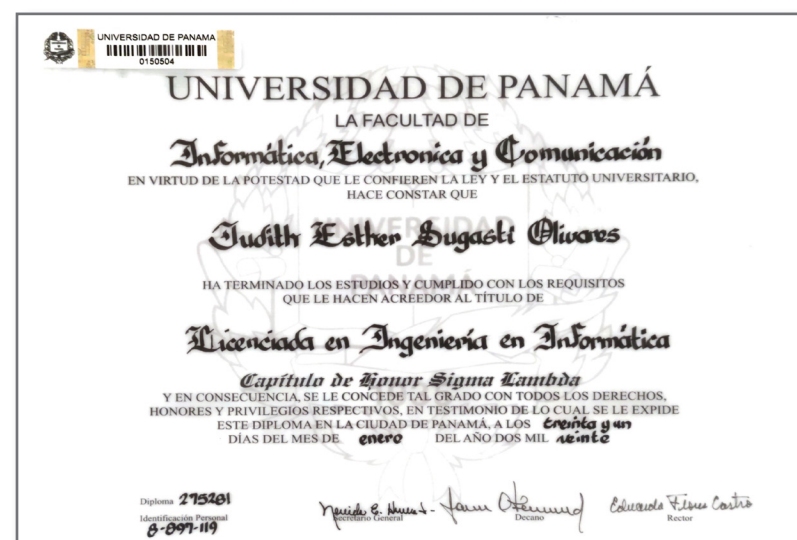 UNIVERSIDAD DE PANAMÁ
0150504
UNIVERSIDAD DE PANAMÁ
LA FACULTAD DE
Informática, Electronica y Comunicación
EN VIRTUD DE LA POTESTAD QUE LE CONFIEREN LA LEY Y EL ESTATUTO UNIVERSITARIO,
HACE CONSTAR QUE
UNIVERSIDAD
DE
PANAMÁ
Judith Esther Sugasti Olivares
HA TERMINADO LOS ESTUDIOS Y CUMPLIDO CON LOS REQUISITOS
QUE LE HACEN ACREEDOR AL TÍTULO DE
Licenciada en Ingeniería en Informática
Capítulo de Honor Sigma Lambda
Y EN CONSECUENCIA, SE LE CONCEDE TAL GRADO CON TODOS LOS DERECHOS,
HONORES Y PRIVILEGIOS RESPECTIVOS, EN TESTIMONIO DE LO CUAL SE LE EXPIDE
ESTE DIPLOMA EN LA CIUDAD DE PANAMÁ, A LOS treinta y un
DÍAS DEL MES DE enero DEL AÑO DOS MIL veinte
Diploma 275281
Identificación Personal
8-897-119
Secretario General
Decano
Eduardo Flores Castro
Rector